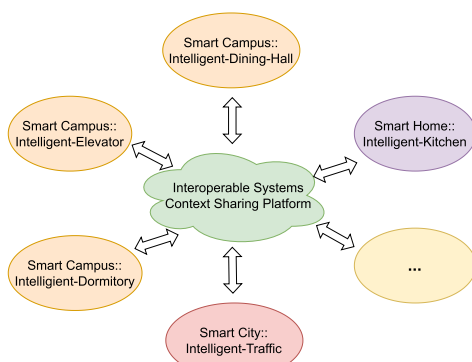 Smart Campus::
Intelligent-Dining-Hall
Smart Campus::
Intelligent-Elevator
Smart Home::
Intelligent-Kitchen
Interoperable Systems
Context Sharing Platform
Smart Campus::
Intelligient-Dormitory
...
Smart City::
Intelligent-Traffic